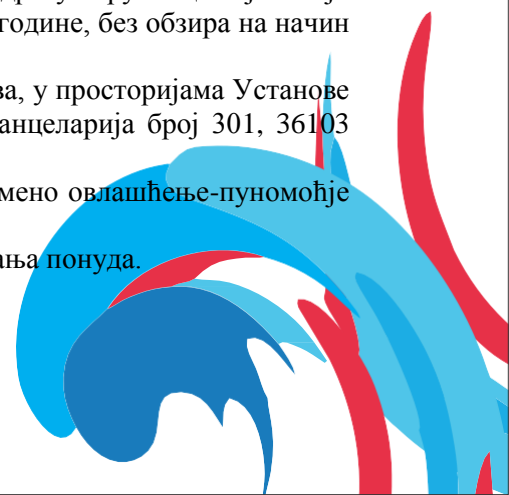 године, без обзира на начин
ва, у просторијама Установе
анцеларија број 301, 36103
мено овлашћење-пуномоћје
ања понуда.